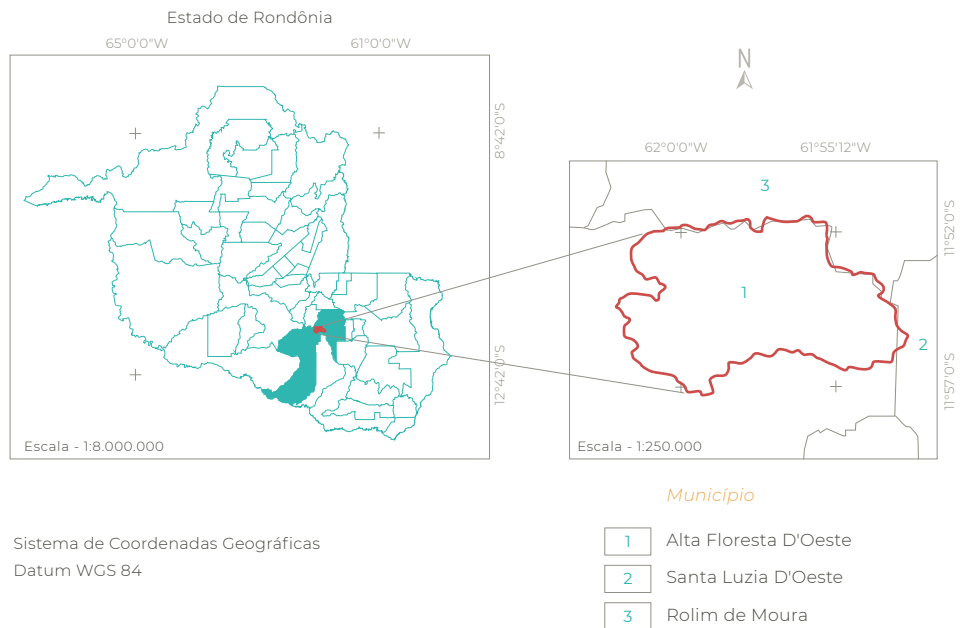 Estado de Rondônia
65°0'0"W
61°0'0"W
8°42'0"S
12°42'0"S
Escala - 1:8.000.000
N
62°0'0"W
61°55'12"W
11°52'0"S
11°57'0"S
3
1
2
Escala - 1:250.000
Município
1 Alta Floresta D'Oeste
2 Santa Luzia D'Oeste
3 Rolim de Moura
Sistema de Coordenadas Geográficas
Datum WGS 84